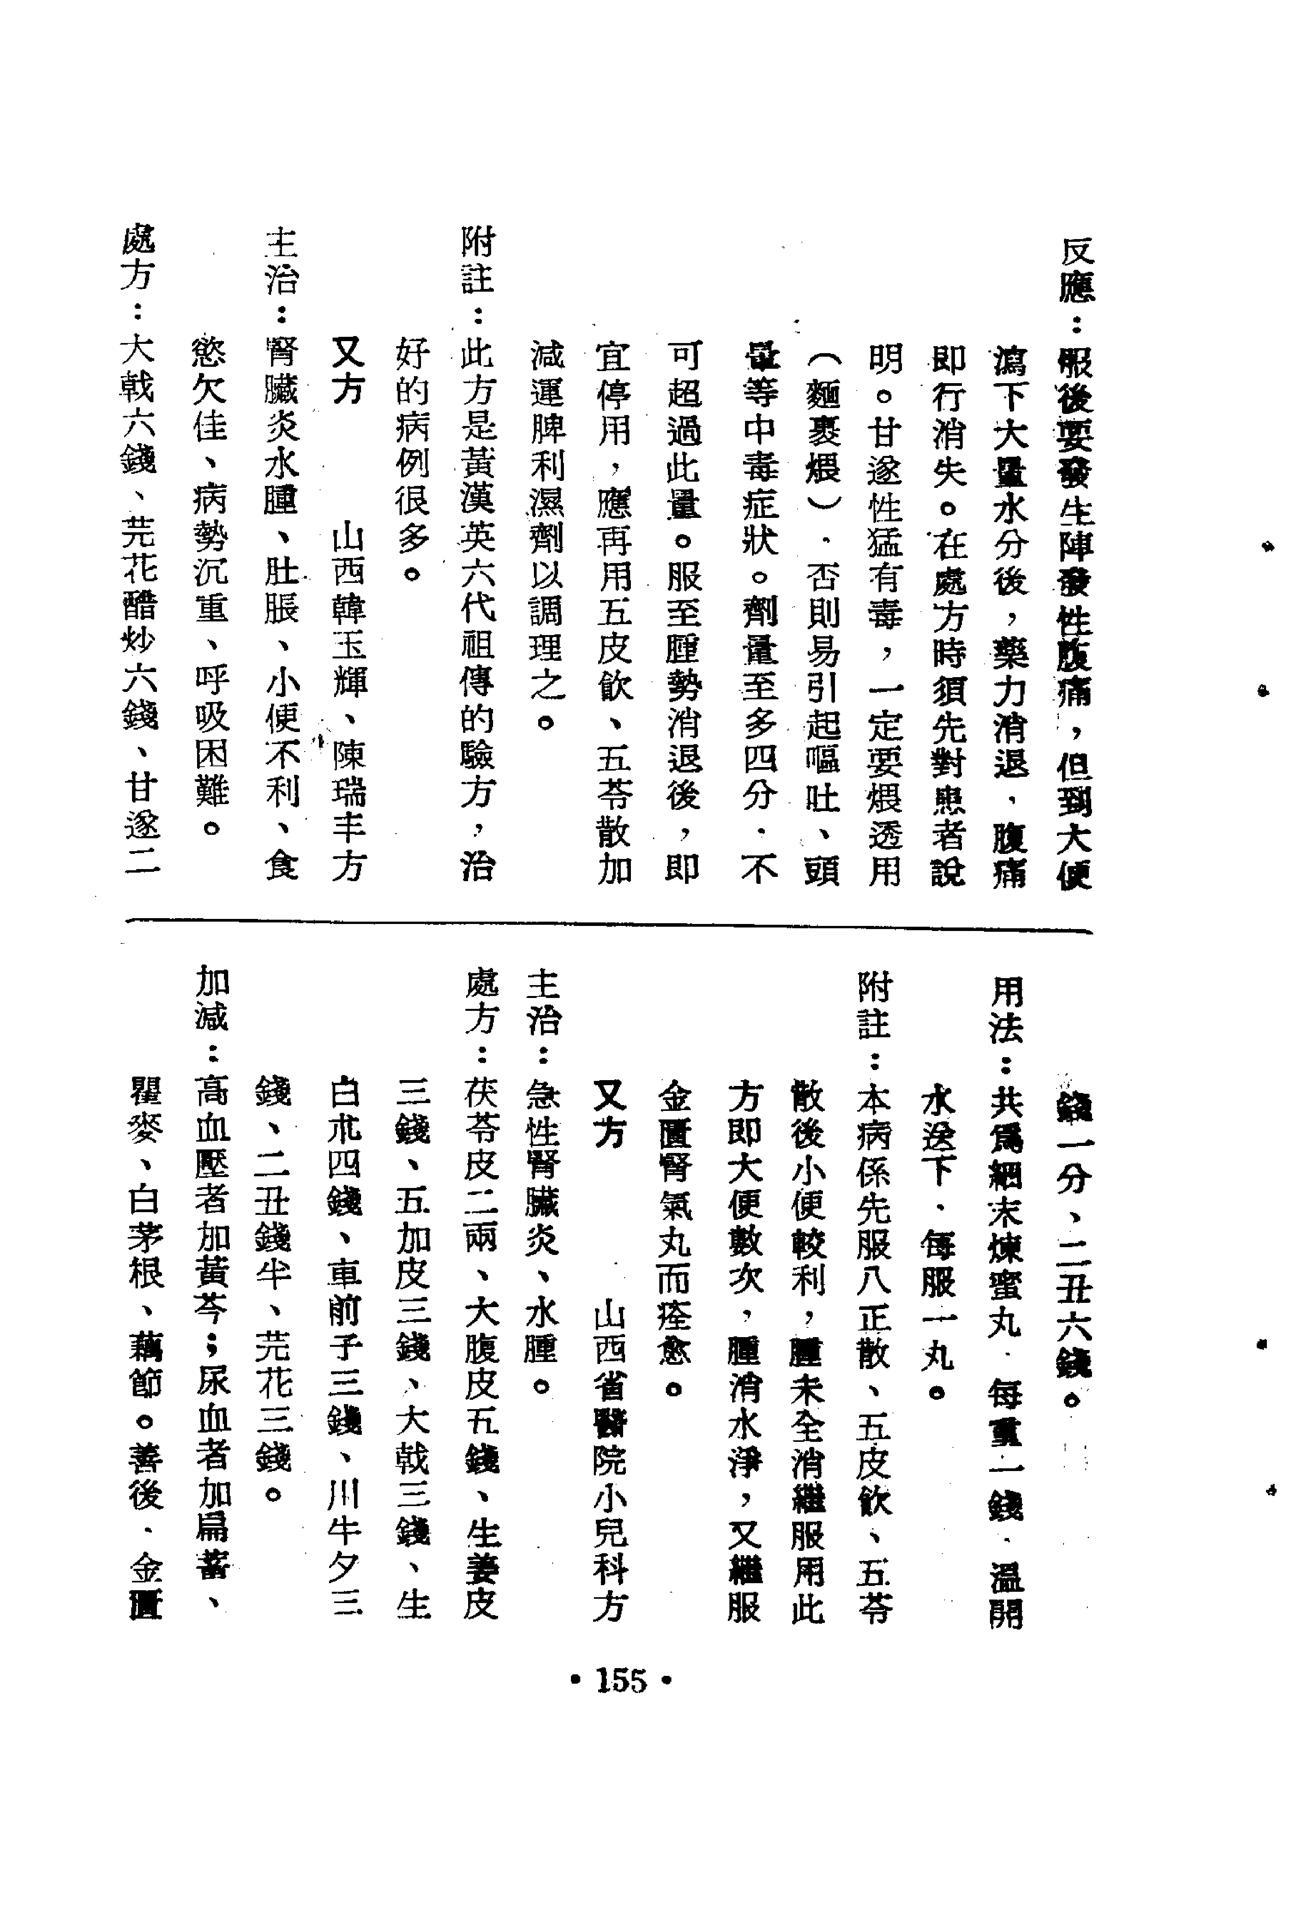 反應：服後要發生陣發性腹痛，但到大便
瀉下大量水分後，藥力消退．腹痛
即行消失。在處方時須先對患者說
明。甘遂性猛有毒，一定要煨透用
（麵裹煨）．否則易引起嘔吐、頭
暈等中毒症狀。劑量至多四分．不
可超過此量。服至腫勢消退後，即
宜停用，應再用五皮飲、五苓散加
減運脾利濕劑以調理之。
附註：此方是黃漢英六代祖傳的驗方，治
好的病例很多。
又方　山西韓玉輝、陳瑞丰方
主治：腎臟炎水腫、肚脹、小便不利、食
慾欠佳、病勢沉重、呼吸困難。
處方：大戟六錢、芫花醋炒六錢、甘遂二
錢一分、二丑六錢。
用法：共爲細末煉蜜丸．每重一錢．溫開
水送下．每服一丸。
附註：本病係先服八正散、五皮飲、五苓
散後小便較利，腫未全消繼服用此
方即大便數次，腫消水淨，又繼服
金匱腎氣丸而痊愈。
又方　山西省醫院小兒科方
主治：急性腎臟炎、水腫。
處方：茯苓皮二兩、大腹皮五錢、生姜皮
三錢、五加皮三錢、大戟三錢、生
白朮四錢、車前子三錢、川牛夕三
錢、二丑錢半、芫花三錢。
加減：高血壓者加黃芩；尿血者加扁蓄、
瞿麥、白茅根、藕節。善後．金匱
• 155 •